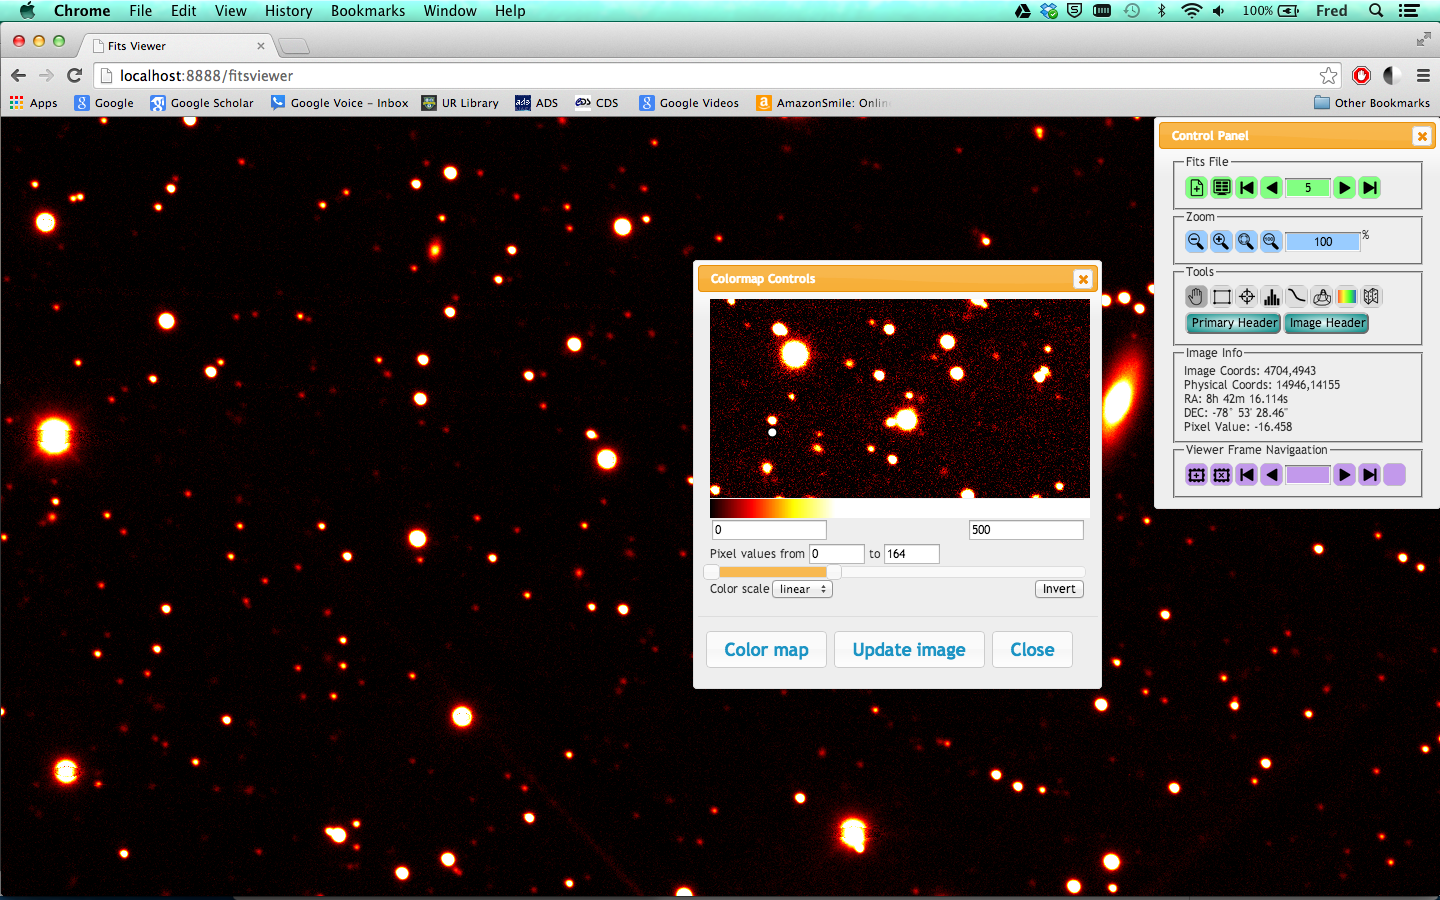 Chrome File Edit View History Bookmarks Window Help 100% Fred
Fits Viewer
localhost:8888/fitsviewer
Apps Google Google Scholar Google Voice – Inbox UR Library ads ADS CDS Google Videos AmazonSmile: Onlin Other Bookmarks
Control Panel
Fits File
5
Zoom
100 %
Tools
Primary Header Image Header
Image Info
Image Coords: 4704,4943
Physical Coords: 14946,14155
RA: 8h 42m 16.114s
DEC: -78° 53' 28.46"
Pixel Value: -16.458
Viewer Frame Navigaation
Colormap Controls
0 500
Pixel values from 0 to 164
Color scale linear Invert
Color map Update image Close